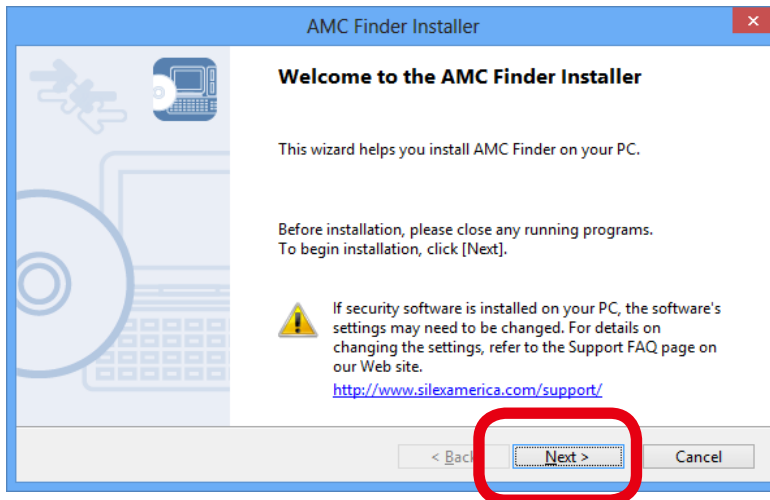 AMC Finder Installer
Welcome to the AMC Finder Installer
This wizard helps you install AMC Finder on your PC.
Before installation, please close any running programs.
To begin installation, click [Next].
If security software is installed on your PC, the software's
settings may need to be changed. For details on
changing the settings, refer to the Support FAQ page on
our Web site.
http://www.silexamerica.com/support/
< Back
Next >
Cancel